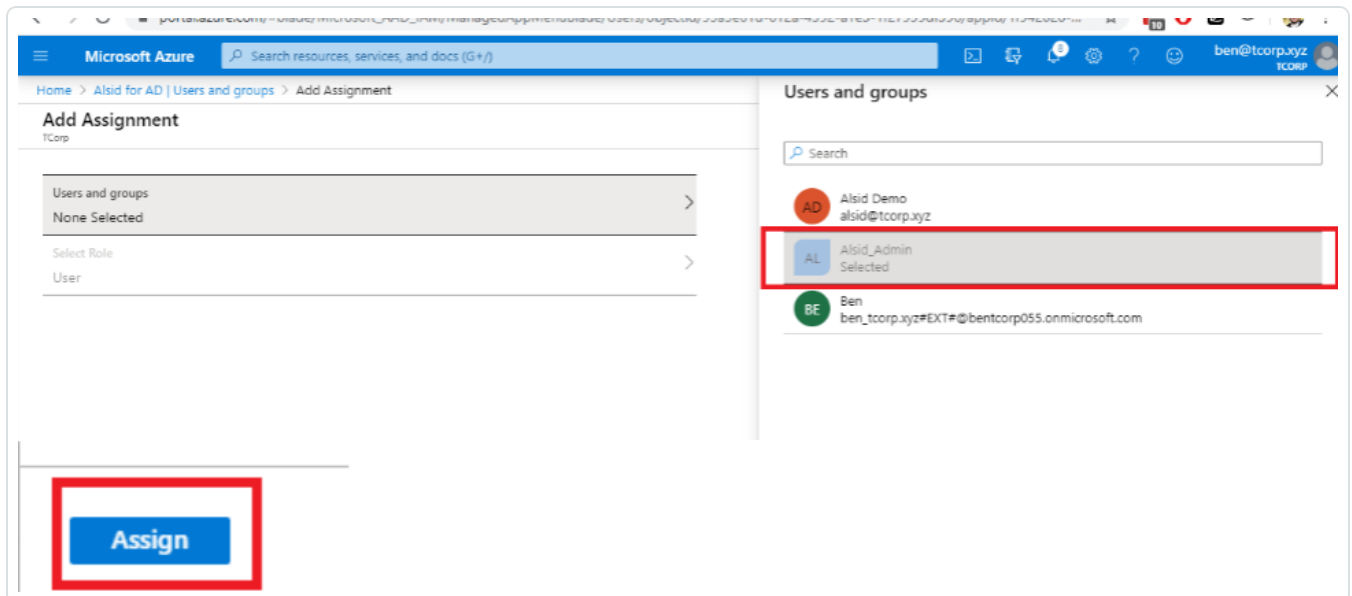 Microsoft Azure
Search resources, services, and docs (G+/)
ben@tcorp.xyz
TCORP
Home > Alsid for AD | Users and groups > Add Assignment
Add Assignment
TCorp
Users and groups
None Selected
Select Role
User
Users and groups
Search
AD
Alsid Demo
alsid@tcorp.xyz
AL
Alsid_Admin
Selected
BE
Ben
ben_tcorp.xyz#EXT#@bentcorp055.onmicrosoft.com
Assign